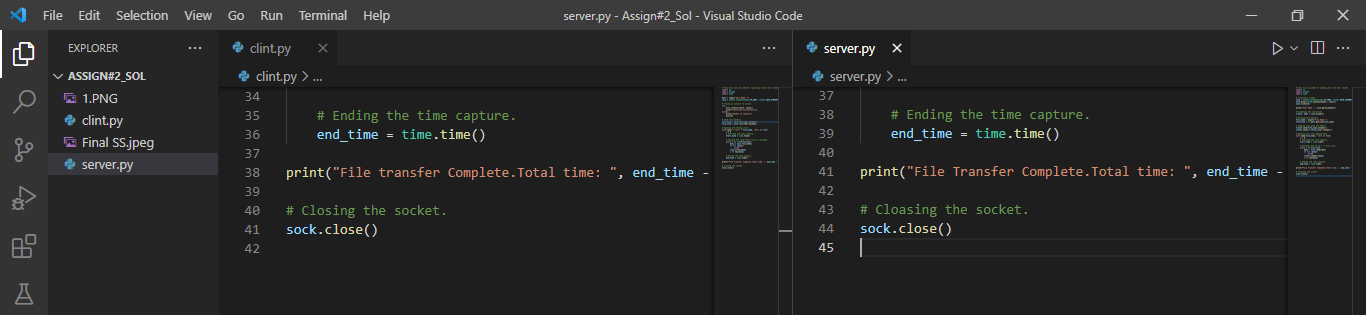 File Edit Selection View Go Run Terminal Help server.py - Assign#2_Sol - Visual Studio Code
EXPLORER ...
ASSIGN#2_SOL
1.PNG
clint.py
Final SS.jpeg
server.py
clint.py ...
clint.py > ...
34
35 # Ending the time capture.
36 end_time = time.time()
37
38 print("File transfer Complete.Total time: ", end_time -
39
40 # Closing the socket.
41 sock.close()
42
server.py ...
server.py > ...
37
38 # Ending the time capture.
39 end_time = time.time()
40
41 print("File Transfer Complete.Total time: ", end_time -
42
43 # Cloasing the socket.
44 sock.close()
45